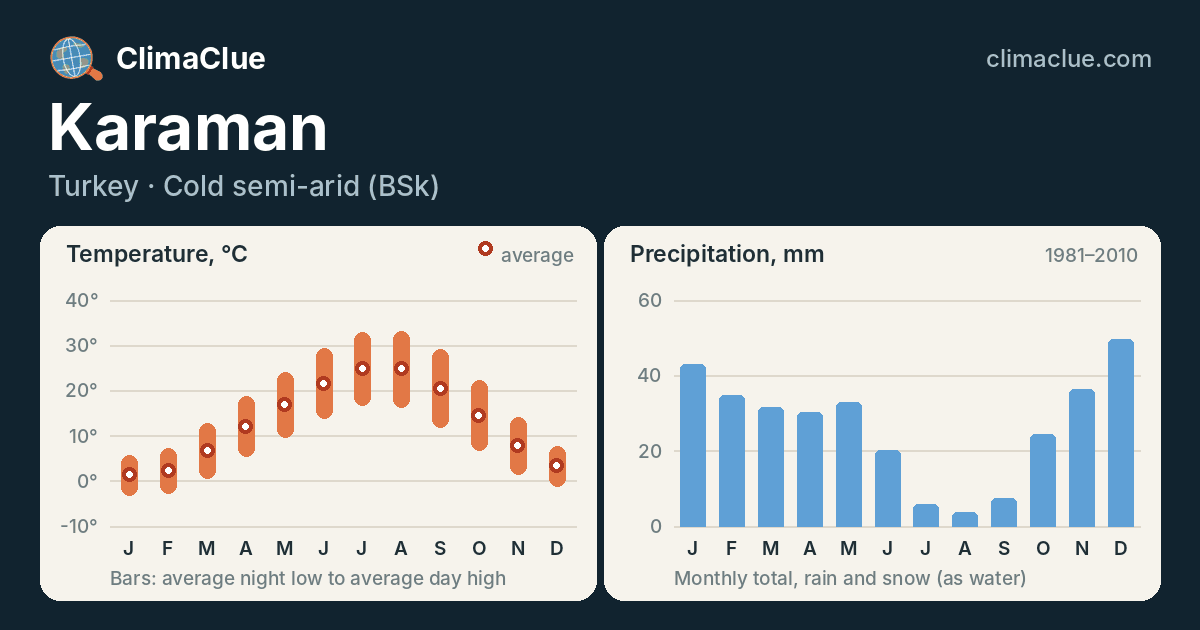 ClimaClue
climaclue.com
Karaman
Turkey · Cold semi-arid (BSk)
Temperature, °C
average
40°
30°
20°
10°
0°
-10°
J F M A M J J A S O N D
Bars: average night low to average day high
Precipitation, mm
1981–2010
60
40
20
0
J F M A M J J A S O N D
Monthly total, rain and snow (as water)